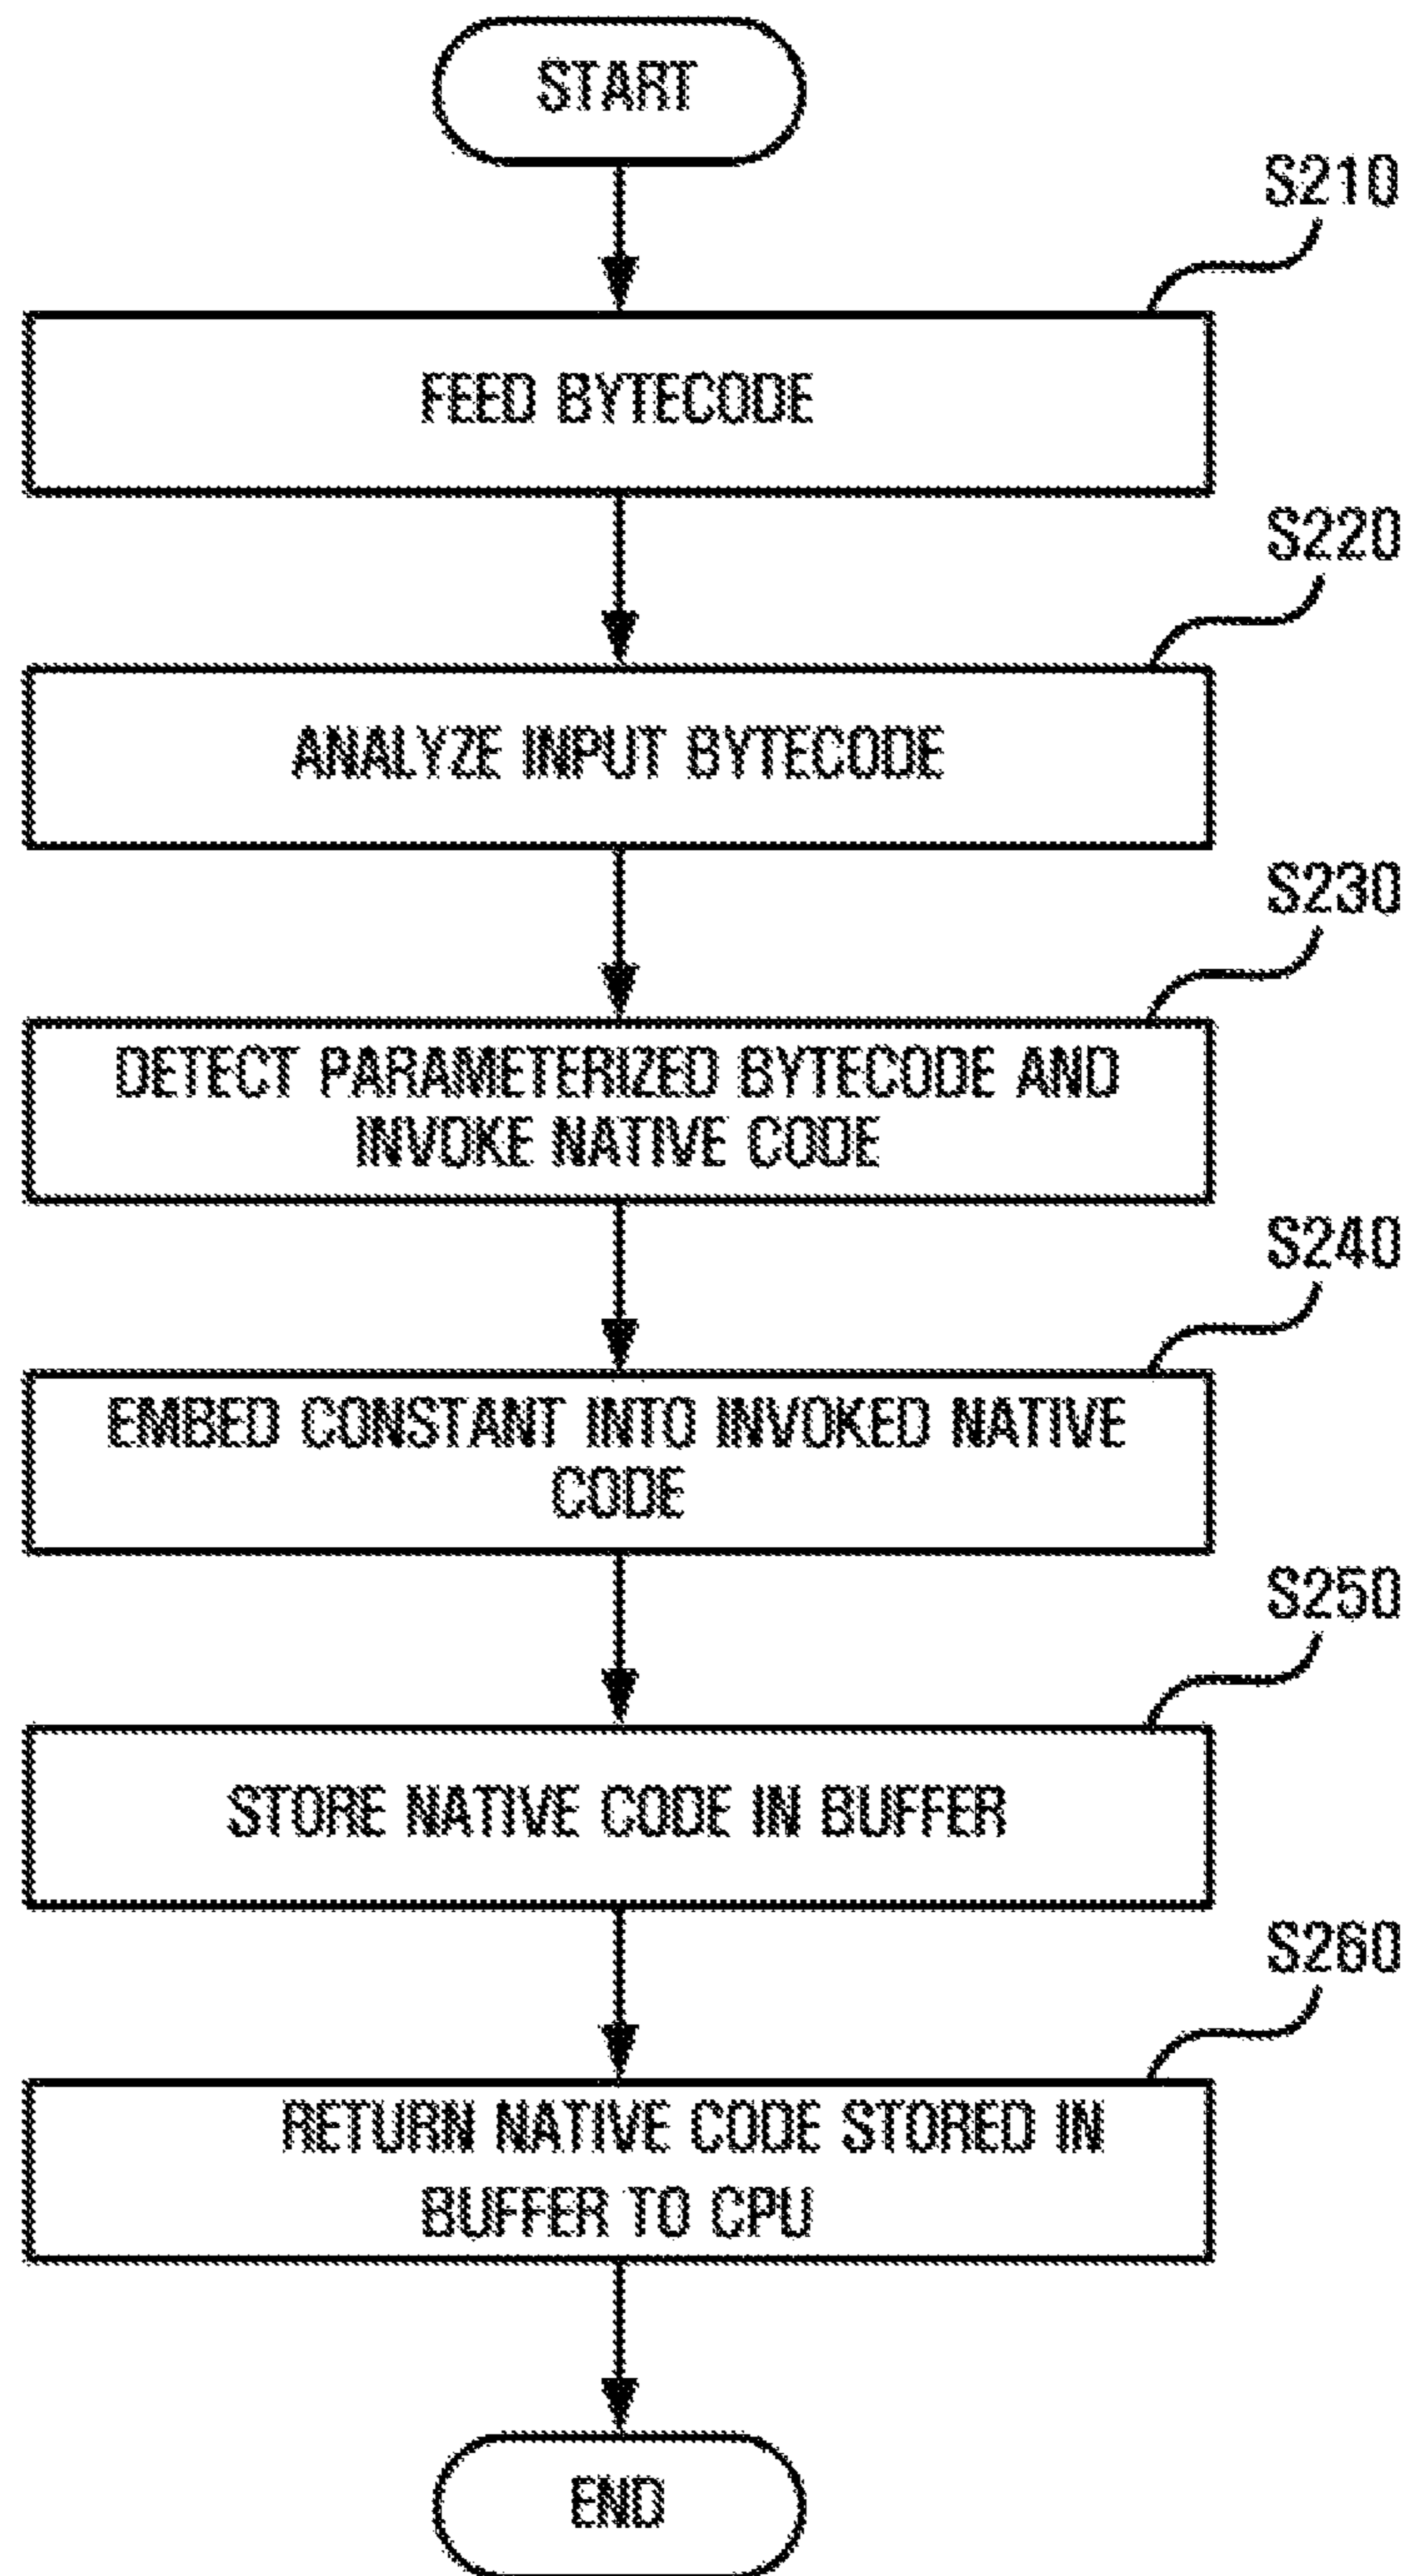 START
S210
FEED BYTECODE
S220
ANALYZE INPUT BYTECODE
S230
DETECT PARAMETERIZED BYTECODE AND
INVOKE NATIVE CODE
S240
EMBED CONSTANT INTO INVOKED NATIVE
CODE
S250
STORE NATIVE CODE IN BUFFER
S260
RETURN NATIVE CODE STORED IN
BUFFER TO CPU
END